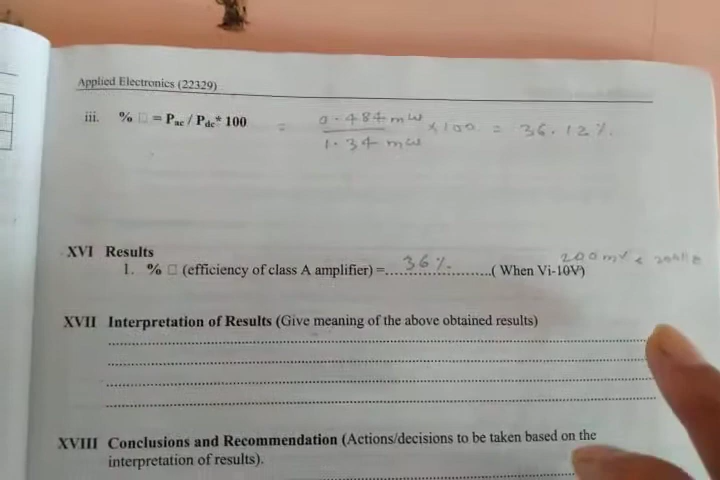 Applied Electronics (22329)
iii. % □ = Pac / Pdc* 100 = 0.484 mW / 1.34 mW × 100 = 36.12 %.
XVI Results
1. % □ (efficiency of class A amplifier) =...36%...(When Vi-10V) 200 mV
XVII Interpretation of Results (Give meaning of the above obtained results)
XVIII Conclusions and Recommendation (Actions/decisions to be taken based on the
interpretation of results).